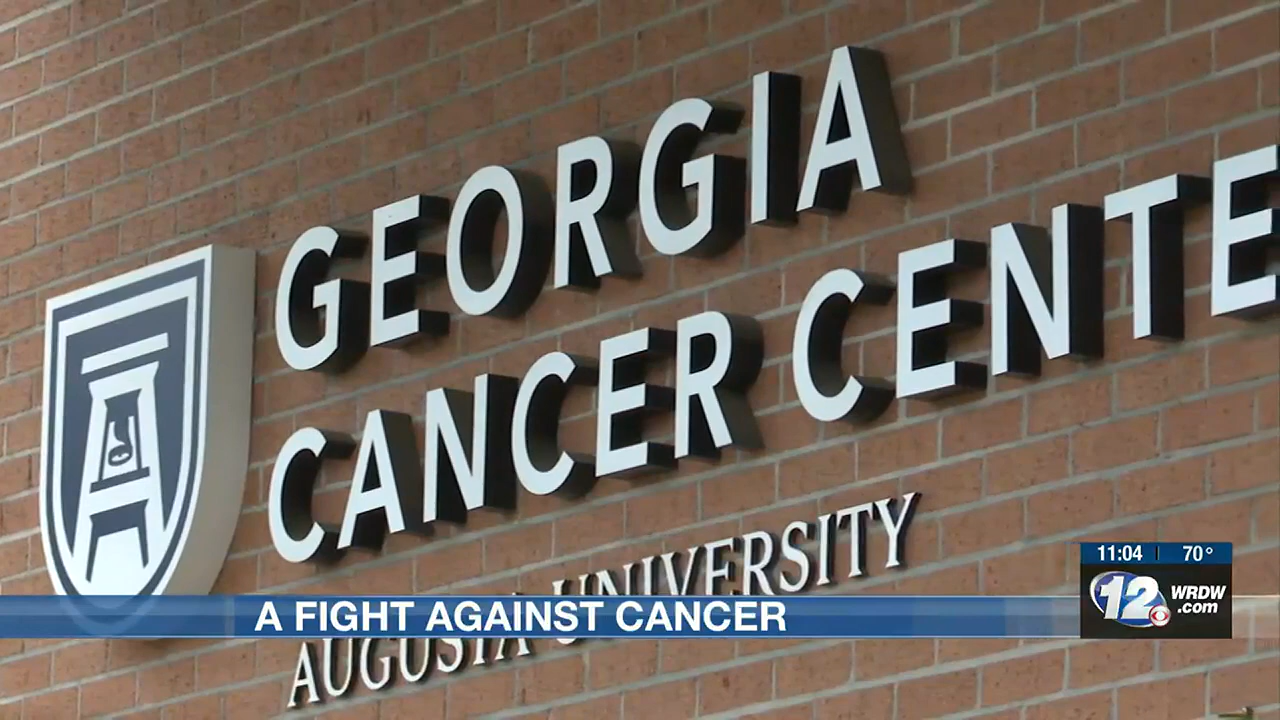 GEORGIA
CANCER CENTE
AUGUSTA UNIVERSITY
A FIGHT AGAINST CANCER
11:04 | 70°
12 WRDW
.com